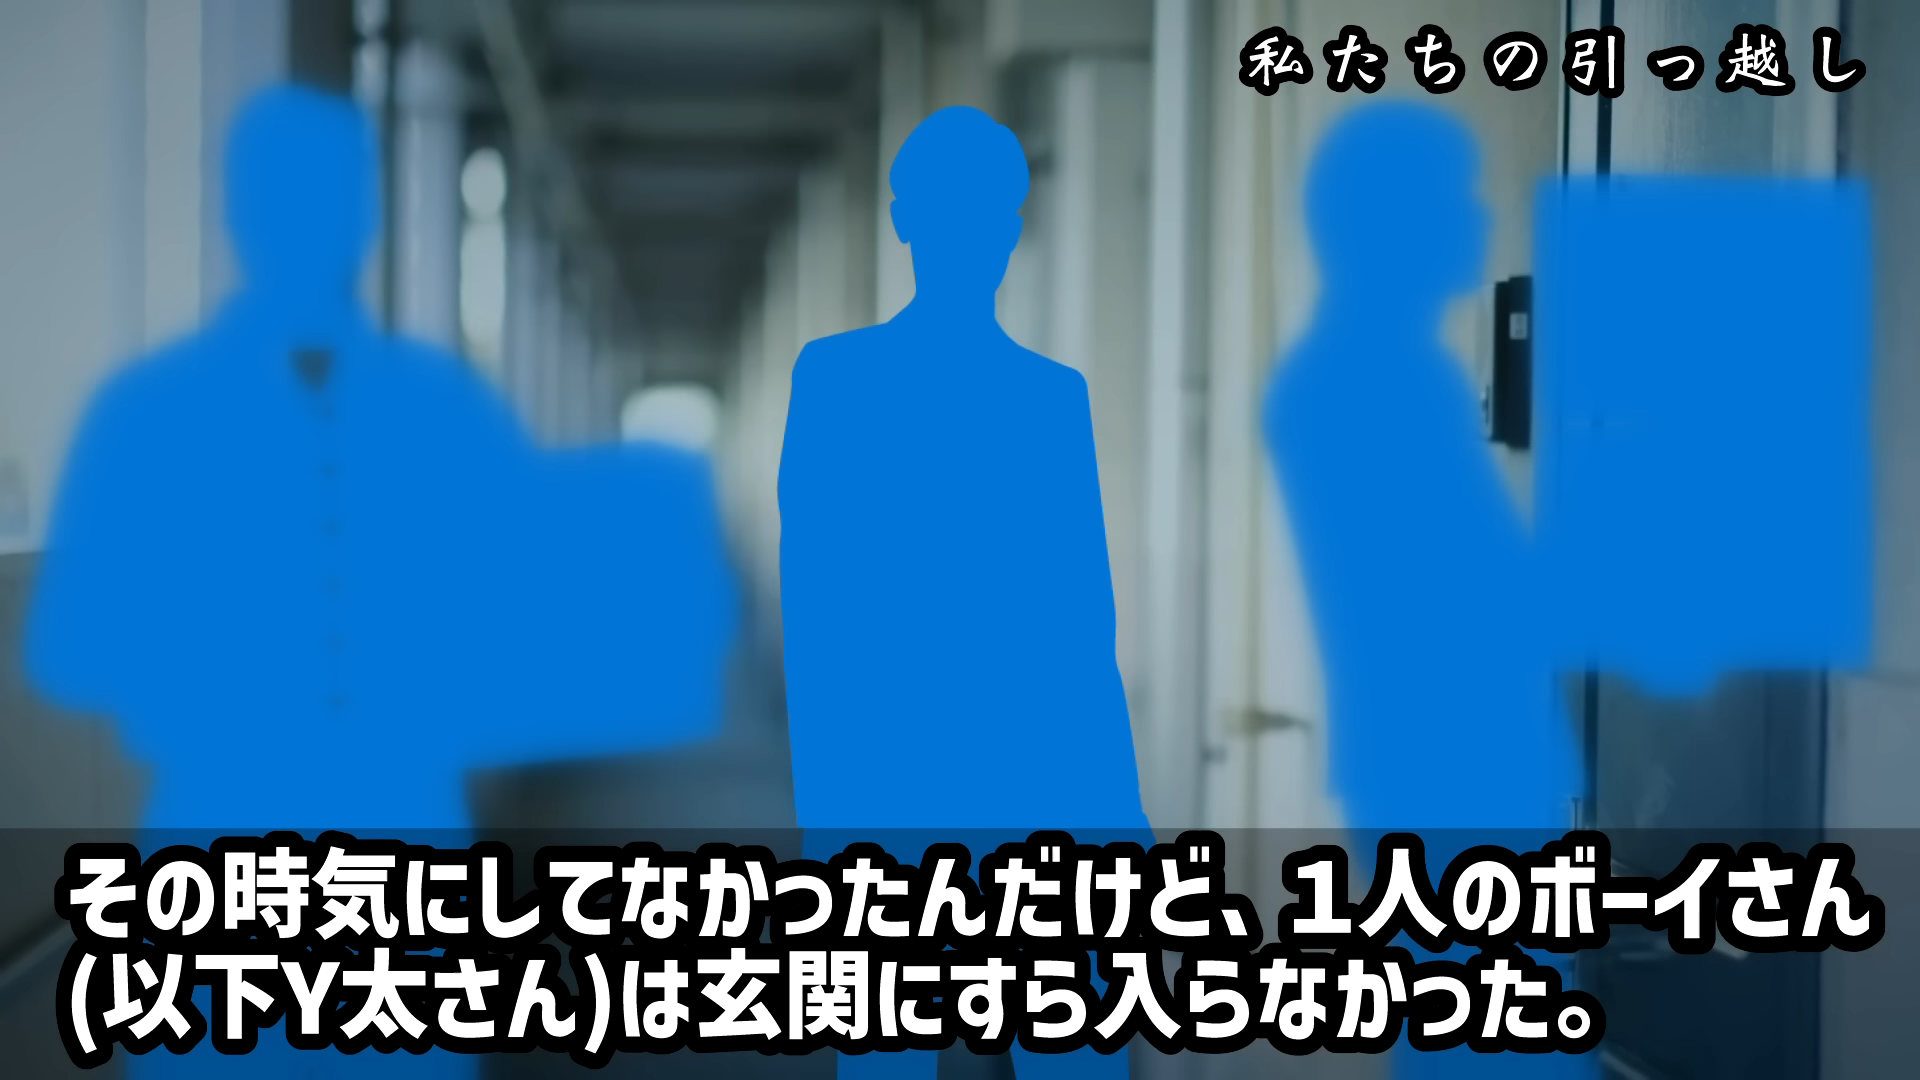 私たちの引っ越し
その時気にしてなかったんだけど、1人のボーイさん
(以下Y太さん)は玄関にすら入らなかった。